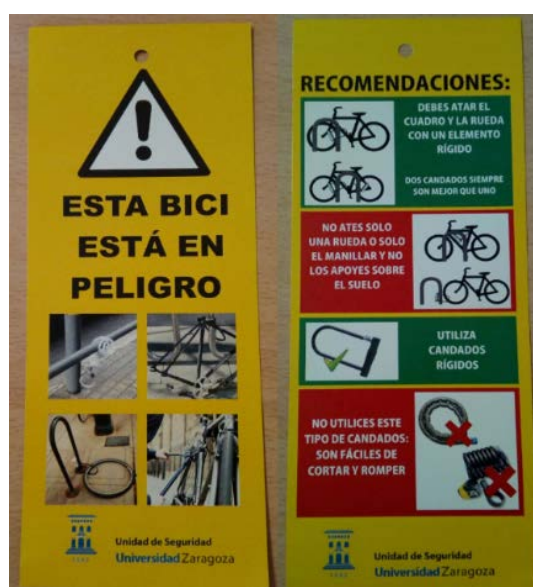 ESTA BICI
ESTÁ EN
PELIGRO
Unidad de Seguridad
Universidad Zaragoza
RECOMENDACIONES:
DEBES ATAR EL
CUADRO Y LA RUEDA
CON UN ELEMENTO
RÍGIDO
DOS CANDADOS SIEMPRE
SON MEJOR QUE UNO
NO ATES SOLO
UNA RUEDA O SOLO
EL MANILLAR Y NO
LOS APOYES SOBRE
EL SUELO
UTILIZA
CANDADOS
RÍGIDOS
NO UTILICES ESTE
TIPO DE CANDADOS:
SON FÁCILES DE
CORTAR Y ROMPER
Unidad de Seguridad
Universidad Zaragoza